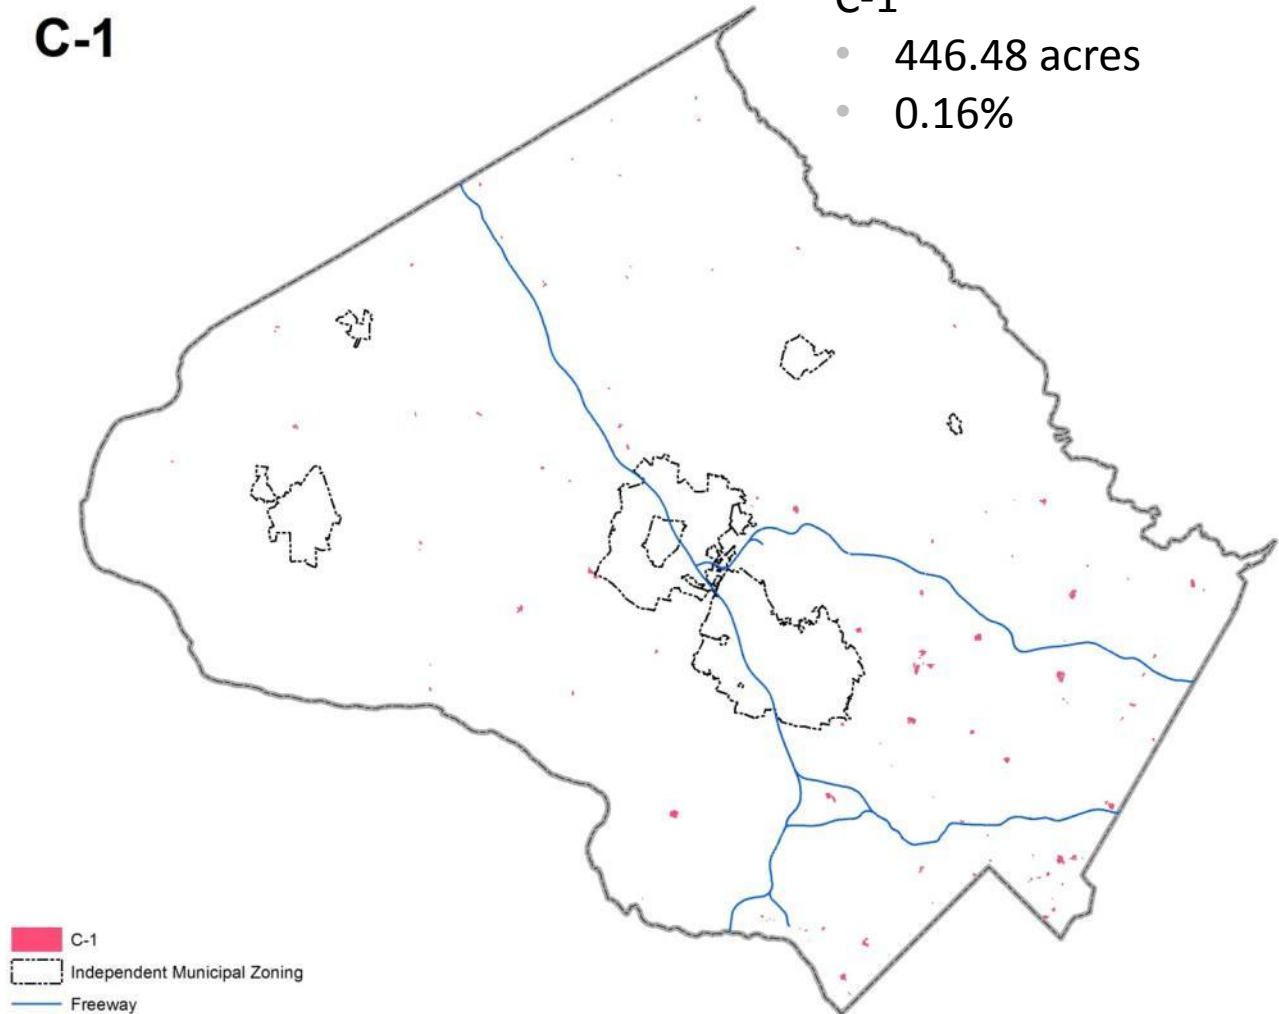 C-1
C-1
• 446.48 acres
• 0.16%
C-1
Independent Municipal Zoning
Freeway